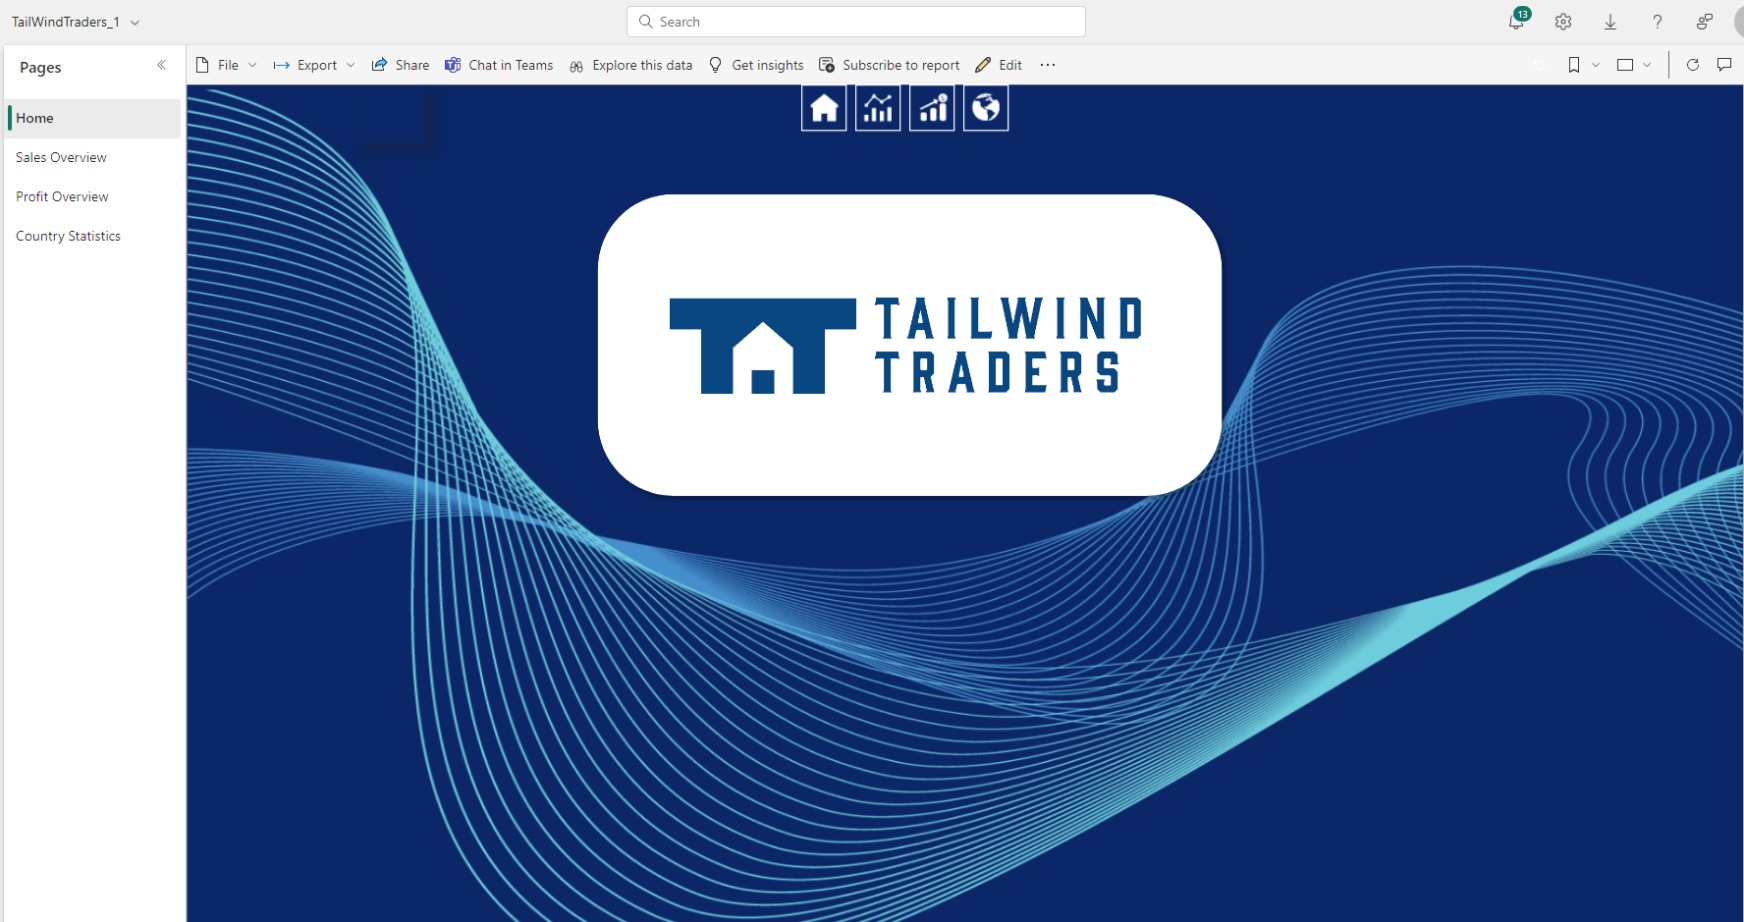 TailWindTraders_1
Search
13
Pages
File
Export
Share
Chat in Teams
Explore this data
Get insights
Subscribe to report
Edit
Home
Sales Overview
Profit Overview
Country Statistics
TAILWIND
TRADERS